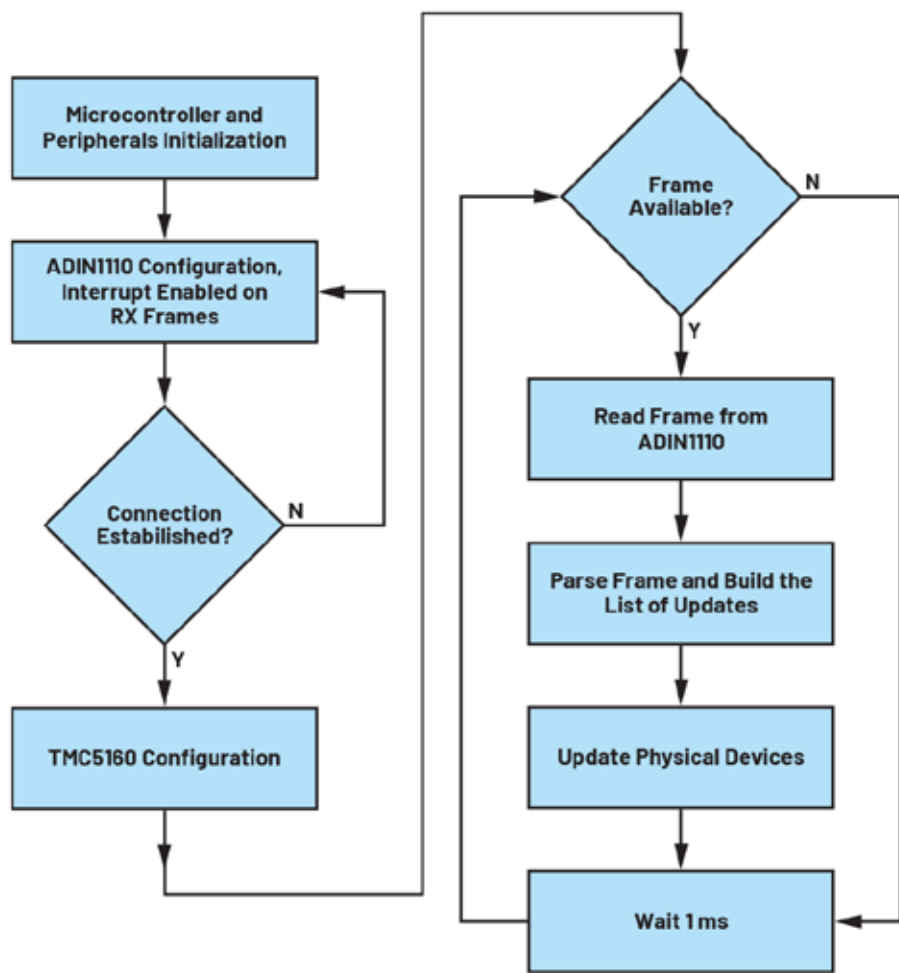 Microcontroller and
Peripherals Initialization
ADIN1110 Configuration,
Interrupt Enabled on
RX Frames
Connection
Estabilished?
N
Y
TMC5160 Configuration
Frame
Available?
N
Y
Read Frame from
ADIN1110
Parse Frame and Build the
List of Updates
Update Physical Devices
Wait 1 ms